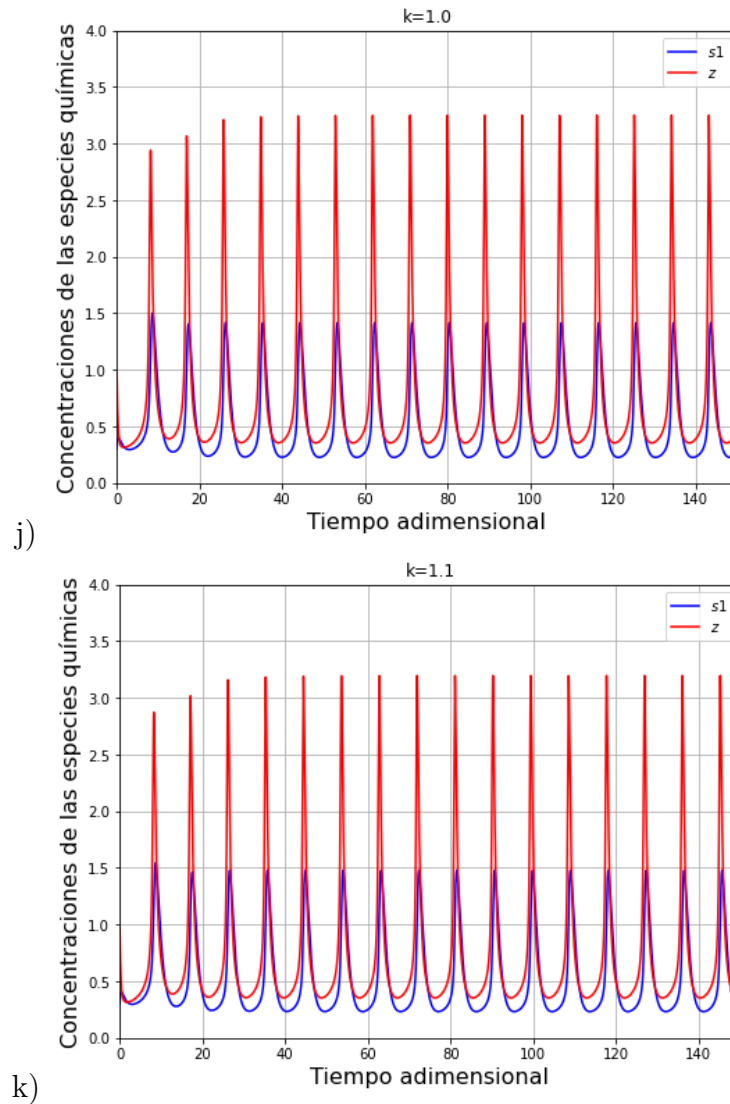 k=1.0
4.0
s1
z
3.5
3.0
2.5
2.0
1.5
1.0
0.5
0.0
Concentraciones de las especies químicas
0 20 40 60 80 100 120 140
Tiempo adimensional
j)
k=1.1
4.0
s1
z
3.5
3.0
2.5
2.0
1.5
1.0
0.5
0.0
Concentraciones de las especies químicas
0 20 40 60 80 100 120 140
Tiempo adimensional
k)